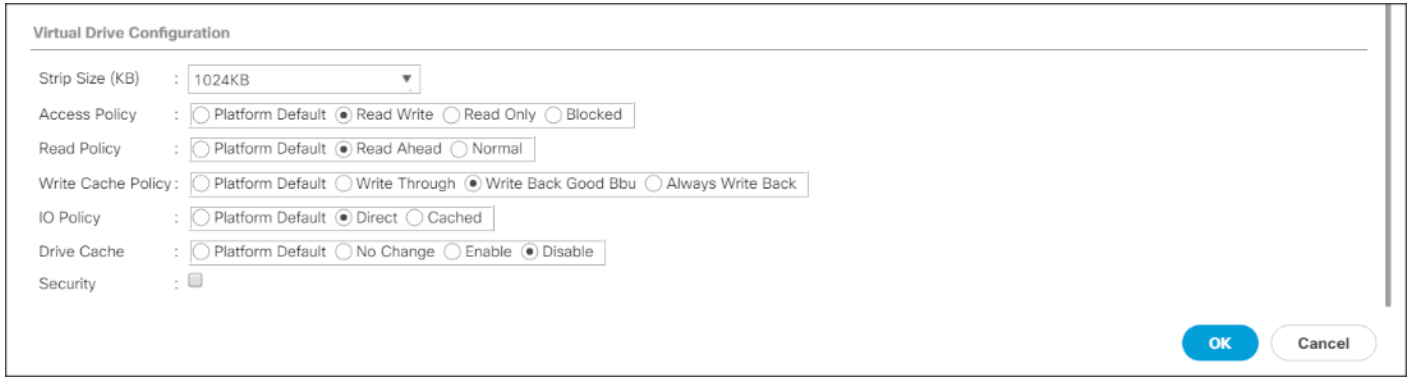 Virtual Drive Configuration
Strip Size (KB) : 1024KB
Access Policy : Platform Default Read Write Read Only Blocked
Read Policy : Platform Default Read Ahead Normal
Write Cache Policy : Platform Default Write Through Write Back Good Bbu Always Write Back
IO Policy : Platform Default Direct Cached
Drive Cache : Platform Default No Change Enable Disable
Security :
OK Cancel